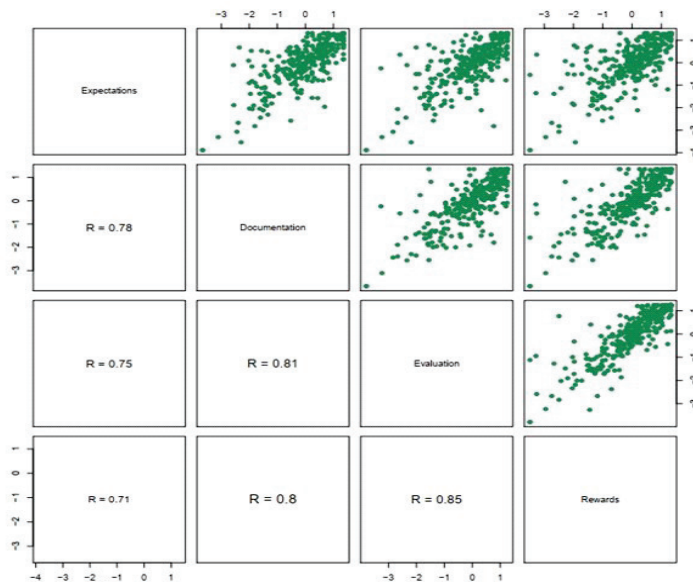 -3 -2 -1 0 1 -3 -2 -1 0 1
Expectations
1
0
-1
-2
-3
R = 0.78 Documentation
R = 0.75 R = 0.81 Evaluation
1
0
-1
-2
-3
R = 0.71 R = 0.8 R = 0.85 Rewards
-4 -3 -2 -1 0 1 -4 -3 -2 -1 0 1